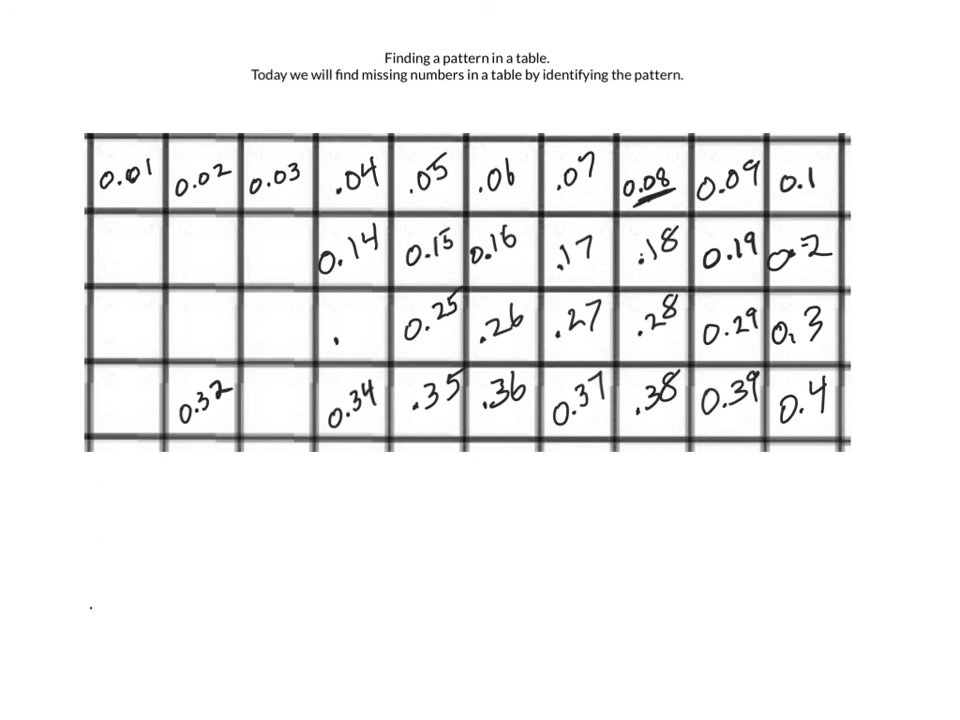 Finding a pattern in a table.
Today we will find missing numbers in a table by identifying the pattern.
0.01 0.02 0.03 .04 .05 .06 .07 0.08 0.09 0.1
0.14 0.15 0.16 .17 .18 0.19 0.2
. 0.25 .26 .27 .28 0.29 0.3
0.32 0.34 .35 .36 0.37 .38 0.39 0.4
.